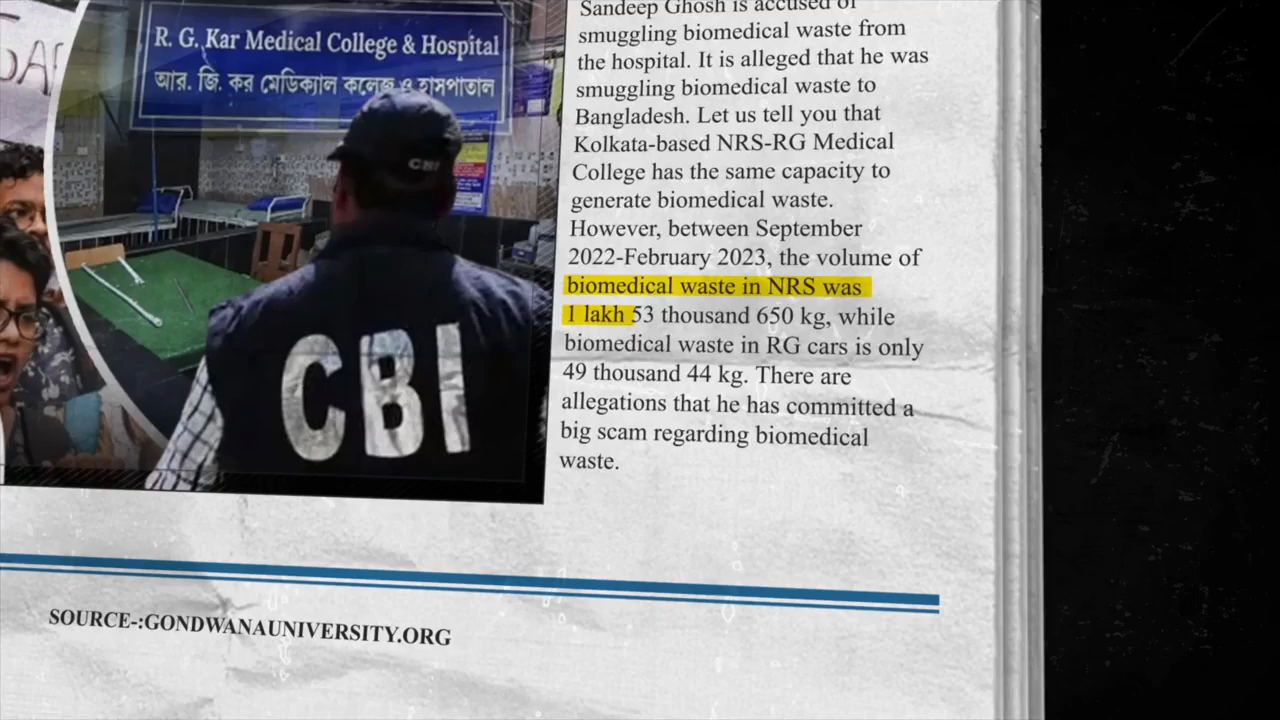 R. G. Kar Medical College & Hospital
আর. জি. কর মেডিক্যাল কলেজ ও হাসপাতাল
CBI
CBI
Sandeep Ghosh is accused of
smuggling biomedical waste from
the hospital. It is alleged that he was
smuggling biomedical waste to
Bangladesh. Let us tell you that
Kolkata-based NRS-RG Medical
College has the same capacity to
generate biomedical waste.
However, between September
2022-February 2023, the volume of
biomedical waste in NRS was
1 lakh 53 thousand 650 kg, while
biomedical waste in RG cars is only
49 thousand 44 kg. There are
allegations that he has committed a
big scam regarding biomedical
waste.
SOURCE-:GONDWANAUNIVERSITY.ORG